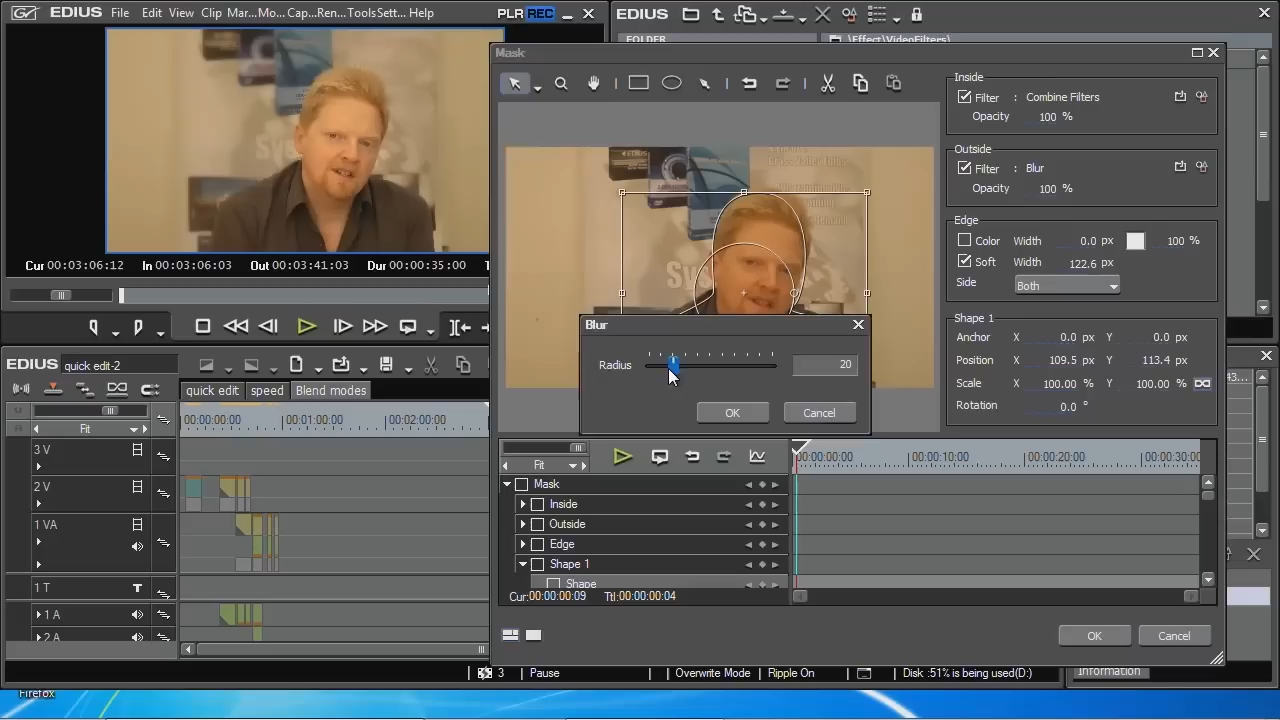 EDIUS File Edit View Clip Mar...Mo... Cap...Ren... ToolsSett... Help PLR REC
EDIUS
FOLDER
\Effect\VideoFilters\
Mask
Inside
Filter : Combine Filters
Opacity 100 %
Outside
Filter : Blur
Opacity 100 %
Edge
Color Width 0.0 px 100 %
Soft Width 122.6 px
Side Both
Shape 1
Anchor X 0.0 px Y 0.0 px
Position X 109.5 px Y 113.4 px
Scale X 100.00 % Y 100.00 %
Rotation 0.0 °
Cur 00:03:06:12 In 00:03:06:03 Out 00:03:41:03 Dur 00:00:35:00
Blur
Radius 20
OK Cancel
EDIUS quick edit-2
quick edit speed Blend modes
Fit
00:00:00:00 00:01:00:00 00:02:00:00
3 V
2 V
1 VA
1 T T
1 A
2 A
Fit
00:00:00:00 00:00:10:00 00:00:20:00 00:00:30:00
Mask
Inside
Outside
Edge
Shape 1
Shape
Cur:00:00:00:09 Ttl:00:00:00:04
OK Cancel
3 Pause Overwrite Mode Ripple On Disk :51% is being used(D:)
Information
Firefox